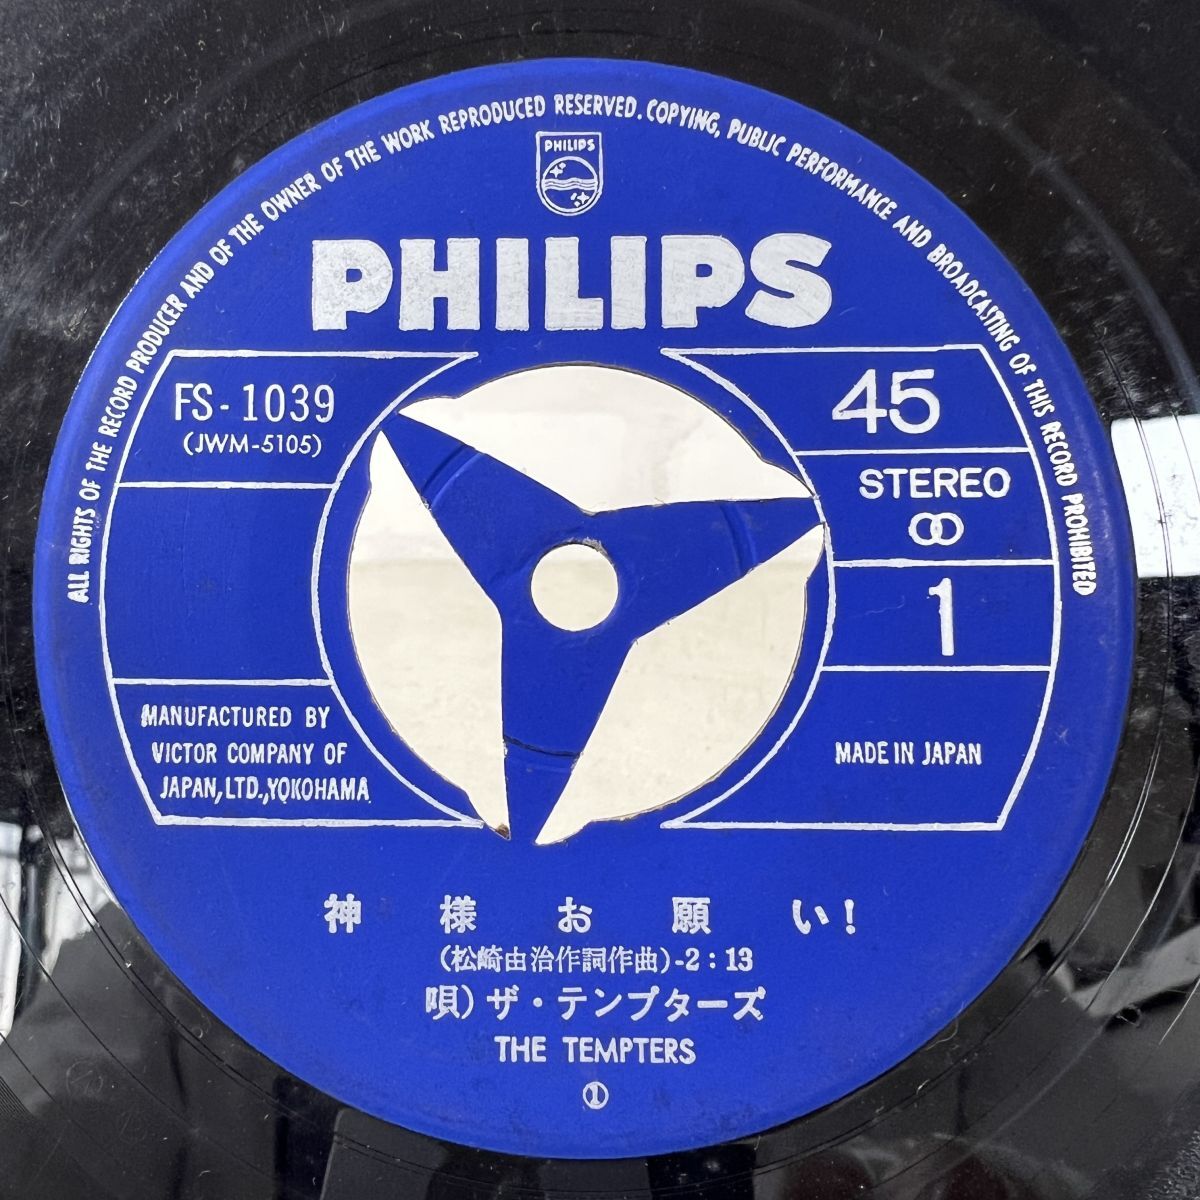 ALL RIGHTS OF THE RECORD PRODUCER AND OF THE OWNER OF THE WORK REPRODUCED RESERVED. COPYING, PUBLIC PERFORMANCE AND BROADCASTING OF THIS RECORD PROHIBITED
PHILIPS
PHILIPS
FS-1039
(JWM-5105)
45
STEREO
1
MANUFACTURED BY
VICTOR COMPANY OF
JAPAN, LTD., YOKOHAMA
MADE IN JAPAN
神様お願い!
(松崎由治作詞作曲)-2:13
唄) ザ・テンプターズ
THE TEMPTERS
①